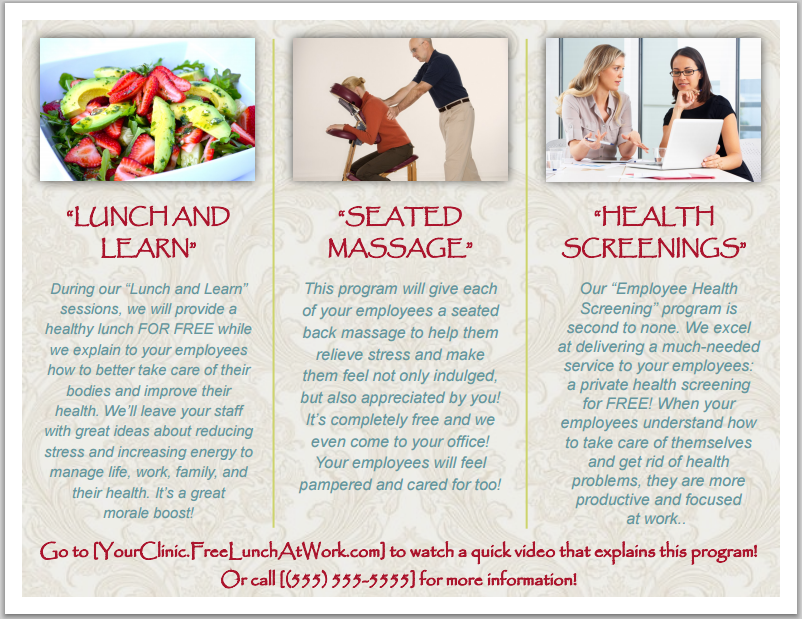 “LUNCH AND
LEARN”
During our “Lunch and Learn”
sessions, we will provide a
healthy lunch FOR FREE while
we explain to your employees
how to better take care of their
bodies and improve their
health. We’ll leave your staff
with great ideas about reducing
stress and increasing energy to
manage life, work, family, and
their health. It’s a great
morale boost!
“SEATED
MASSAGE”
This program will give each
of your employees a seated
back massage to help them
relieve stress and make
them feel not only indulged,
but also appreciated by you!
It’s completely free and we
even come to your office!
Your employees will feel
pampered and cared for too!
“HEALTH
SCREENINGS”
Our “Employee Health
Screening” program is
second to none. We excel
at delivering a much-needed
service to your employees:
a private health screening
for FREE! When your
employees understand how
to take care of themselves
and get rid of health
problems, they are more
productive and focused
at work..
Go to [YourClinic.FreeLunchAtWork.com] to watch a quick video that explains this program!
Or call [(555) 555-5555] for more information!